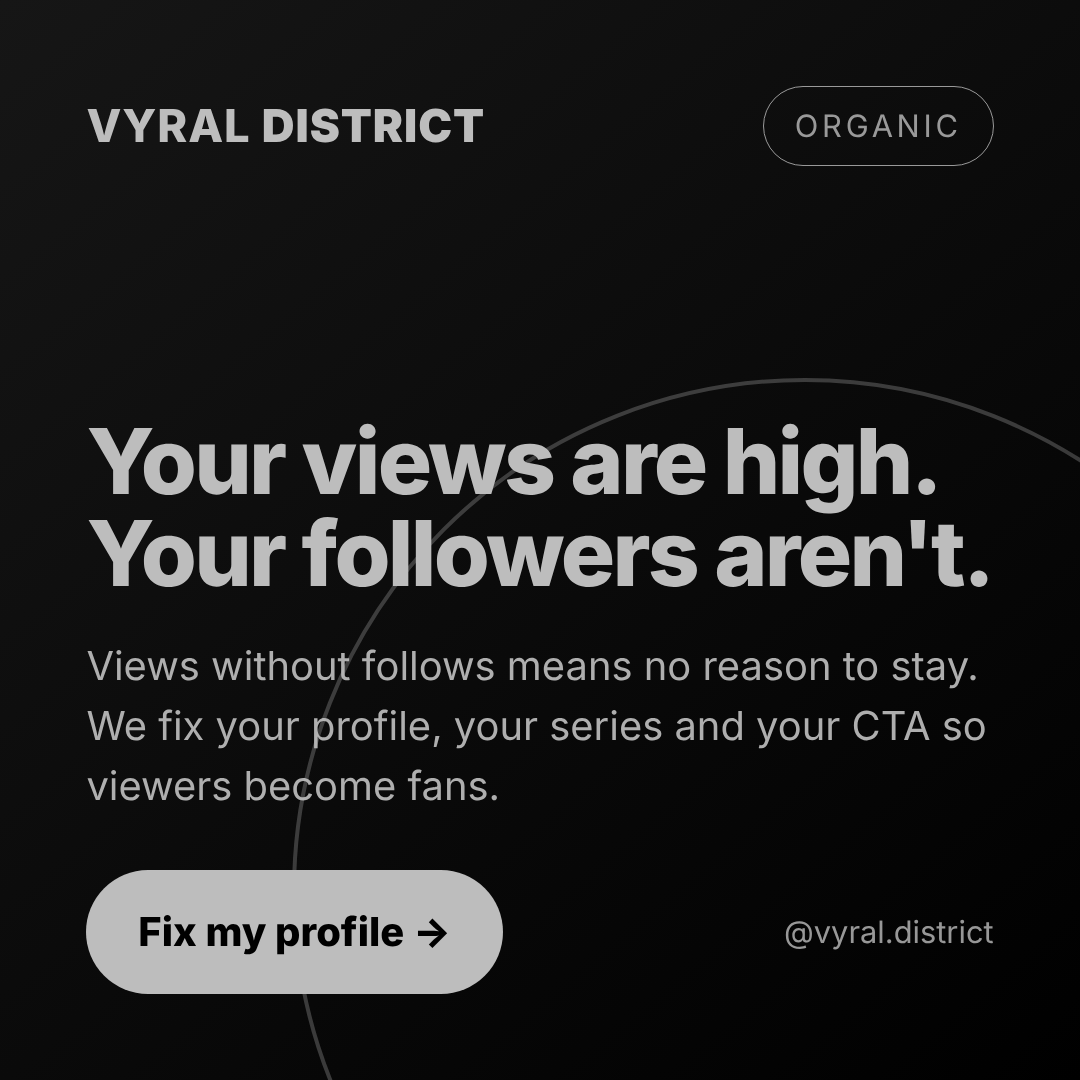 VYRAL DISTRICT
ORGANIC
Your views are high.
Your followers aren't.
Views without follows means no reason to stay.
We fix your profile, your series and your CTA so
viewers become fans.
Fix my profile →
@vyral.district